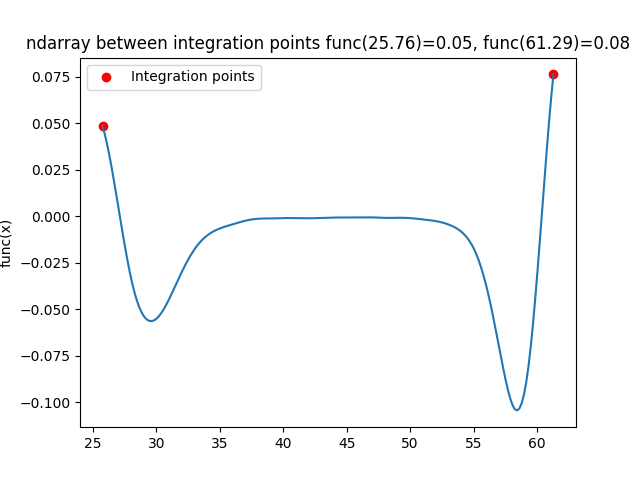 ndarray between integration points func(25.76)=0.05, func(61.29)=0.08
Integration points
func(x)
0.075
0.050
0.025
0.000
−0.025
−0.050
−0.075
−0.100
25 30 35 40 45 50 55 60